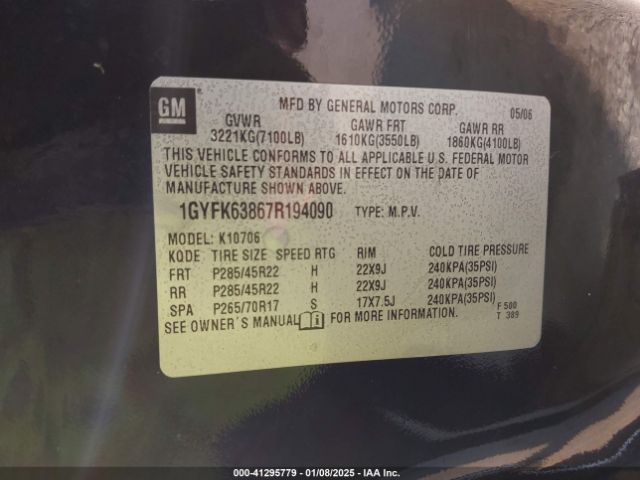 GM
MFD BY GENERAL MOTORS CORP. 05/06
GVWR GAWR FRT GAWR RR
3221KG(7100LB) 1610KG(3550LB) 1860KG(4100LB)
THIS VEHICLE CONFORMS TO ALL APPLICABLE U.S. FEDERAL MOTOR
VEHICLE SAFETY STANDARDS IN EFFECT ON THE DATE OF
MANUFACTURE SHOWN ABOVE.
1GYFK63867R194090 TYPE: M.P.V.
MODEL: K10706
KODE TIRE SIZE SPEED RTG RIM COLD TIRE PRESSURE
FRT P285/45R22 H 22X9J 240KPA(35PSI)
RR P285/45R22 H 22X9J 240KPA(35PSI)
SPA P265/70R17 S 17X7.5J 240KPA(35PSI) F 500
SEE OWNER'S MANUAL i FOR MORE INFORMATION. T 389
000-41295779 - 01/08/2025 - IAA Inc.